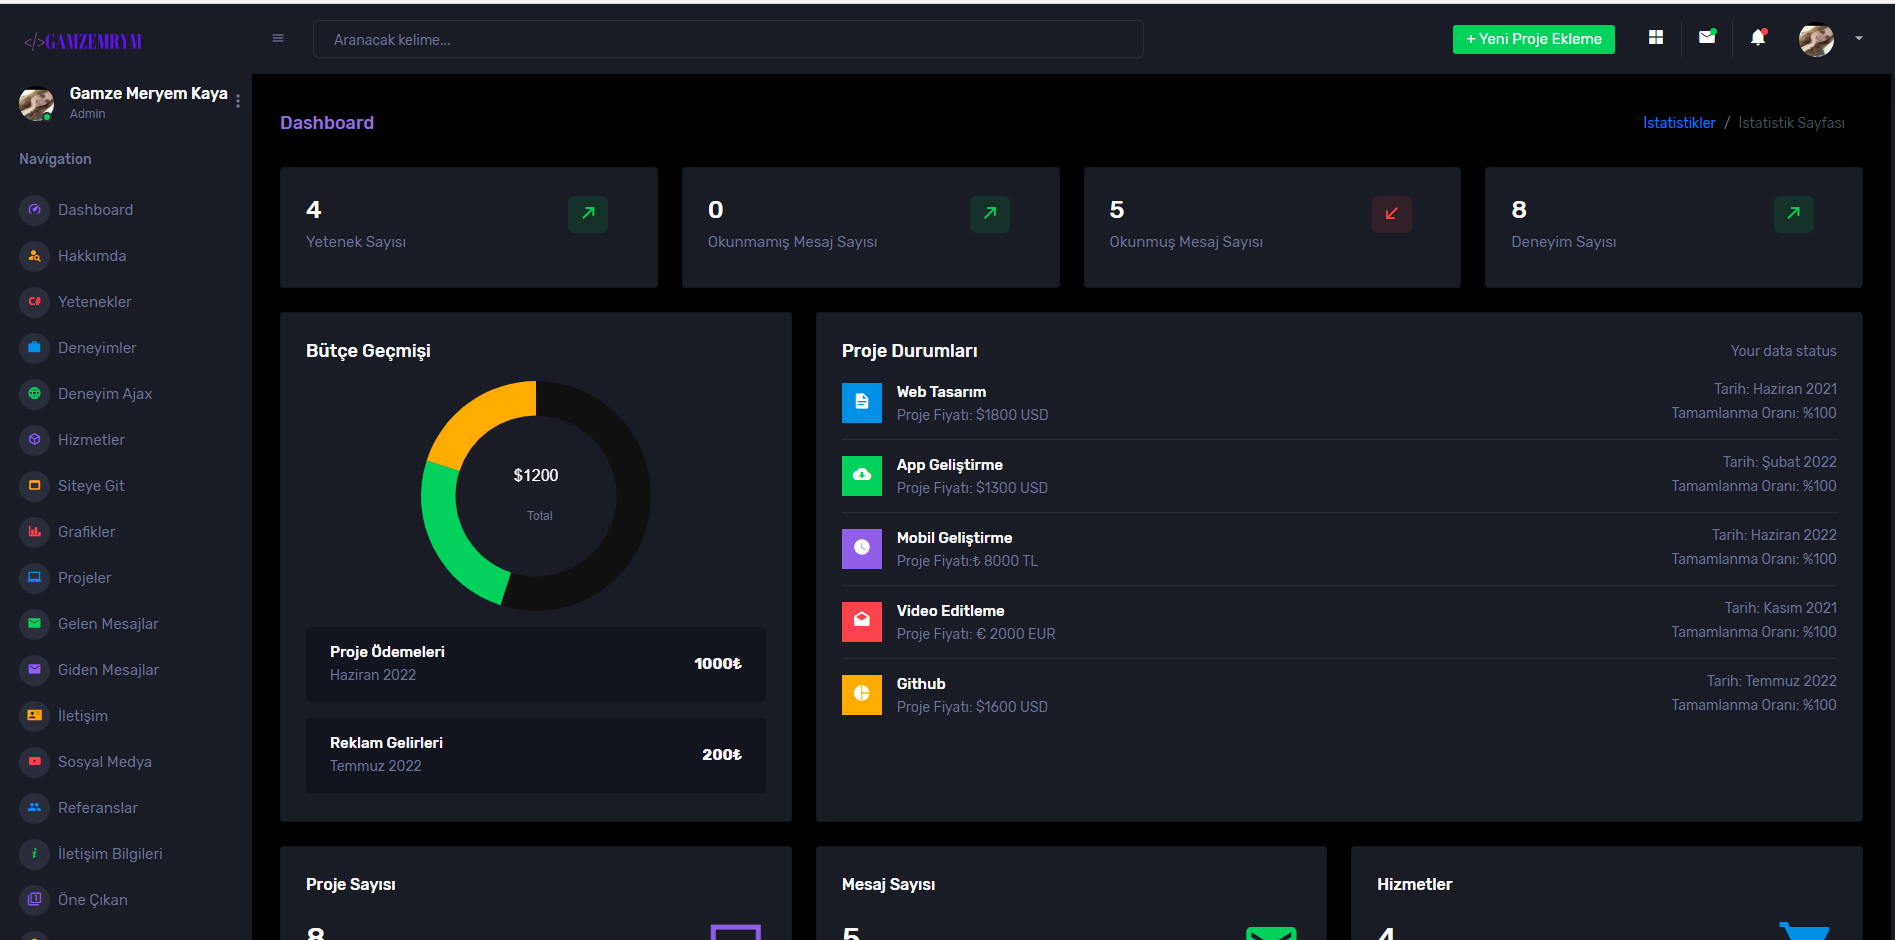 </>GAMZEMRYM
Aranacak kelime...
+ Yeni Proje Ekleme
Gamze Meryem Kaya
Admin
Navigation
Dashboard
Hakkımda
C# Yetenekler
Deneyimler
Deneyim Ajax
Hizmetler
Siteye Git
Grafikler
Projeler
Gelen Mesajlar
Giden Mesajlar
İletişim
Sosyal Medya
Referanslar
İletişim Bilgileri
Öne Çıkan
Dashboard
İstatistikler / İstatistik Sayfası
4
Yetenek Sayısı
0
Okunmamış Mesaj Sayısı
5
Okunmuş Mesaj Sayısı
8
Deneyim Sayısı
Bütçe Geçmişi
$1200
Total
Proje Ödemeleri
Haziran 2022
1000₺
Reklam Gelirleri
Temmuz 2022
200₺
Proje Durumları
Your data status
Web Tasarım
Proje Fiyatı: $1800 USD
Tarih: Haziran 2021
Tamamlanma Oranı: %100
App Geliştirme
Proje Fiyatı: $1300 USD
Tarih: Şubat 2022
Tamamlanma Oranı: %100
Mobil Geliştirme
Proje Fiyatı:₺ 8000 TL
Tarih: Haziran 2022
Tamamlanma Oranı: %100
Video Editleme
Proje Fiyatı: € 2000 EUR
Tarih: Kasım 2021
Tamamlanma Oranı: %100
Github
Proje Fiyatı: $1600 USD
Tarih: Temmuz 2022
Tamamlanma Oranı: %100
Proje Sayısı
8
Mesaj Sayısı
5
Hizmetler
4